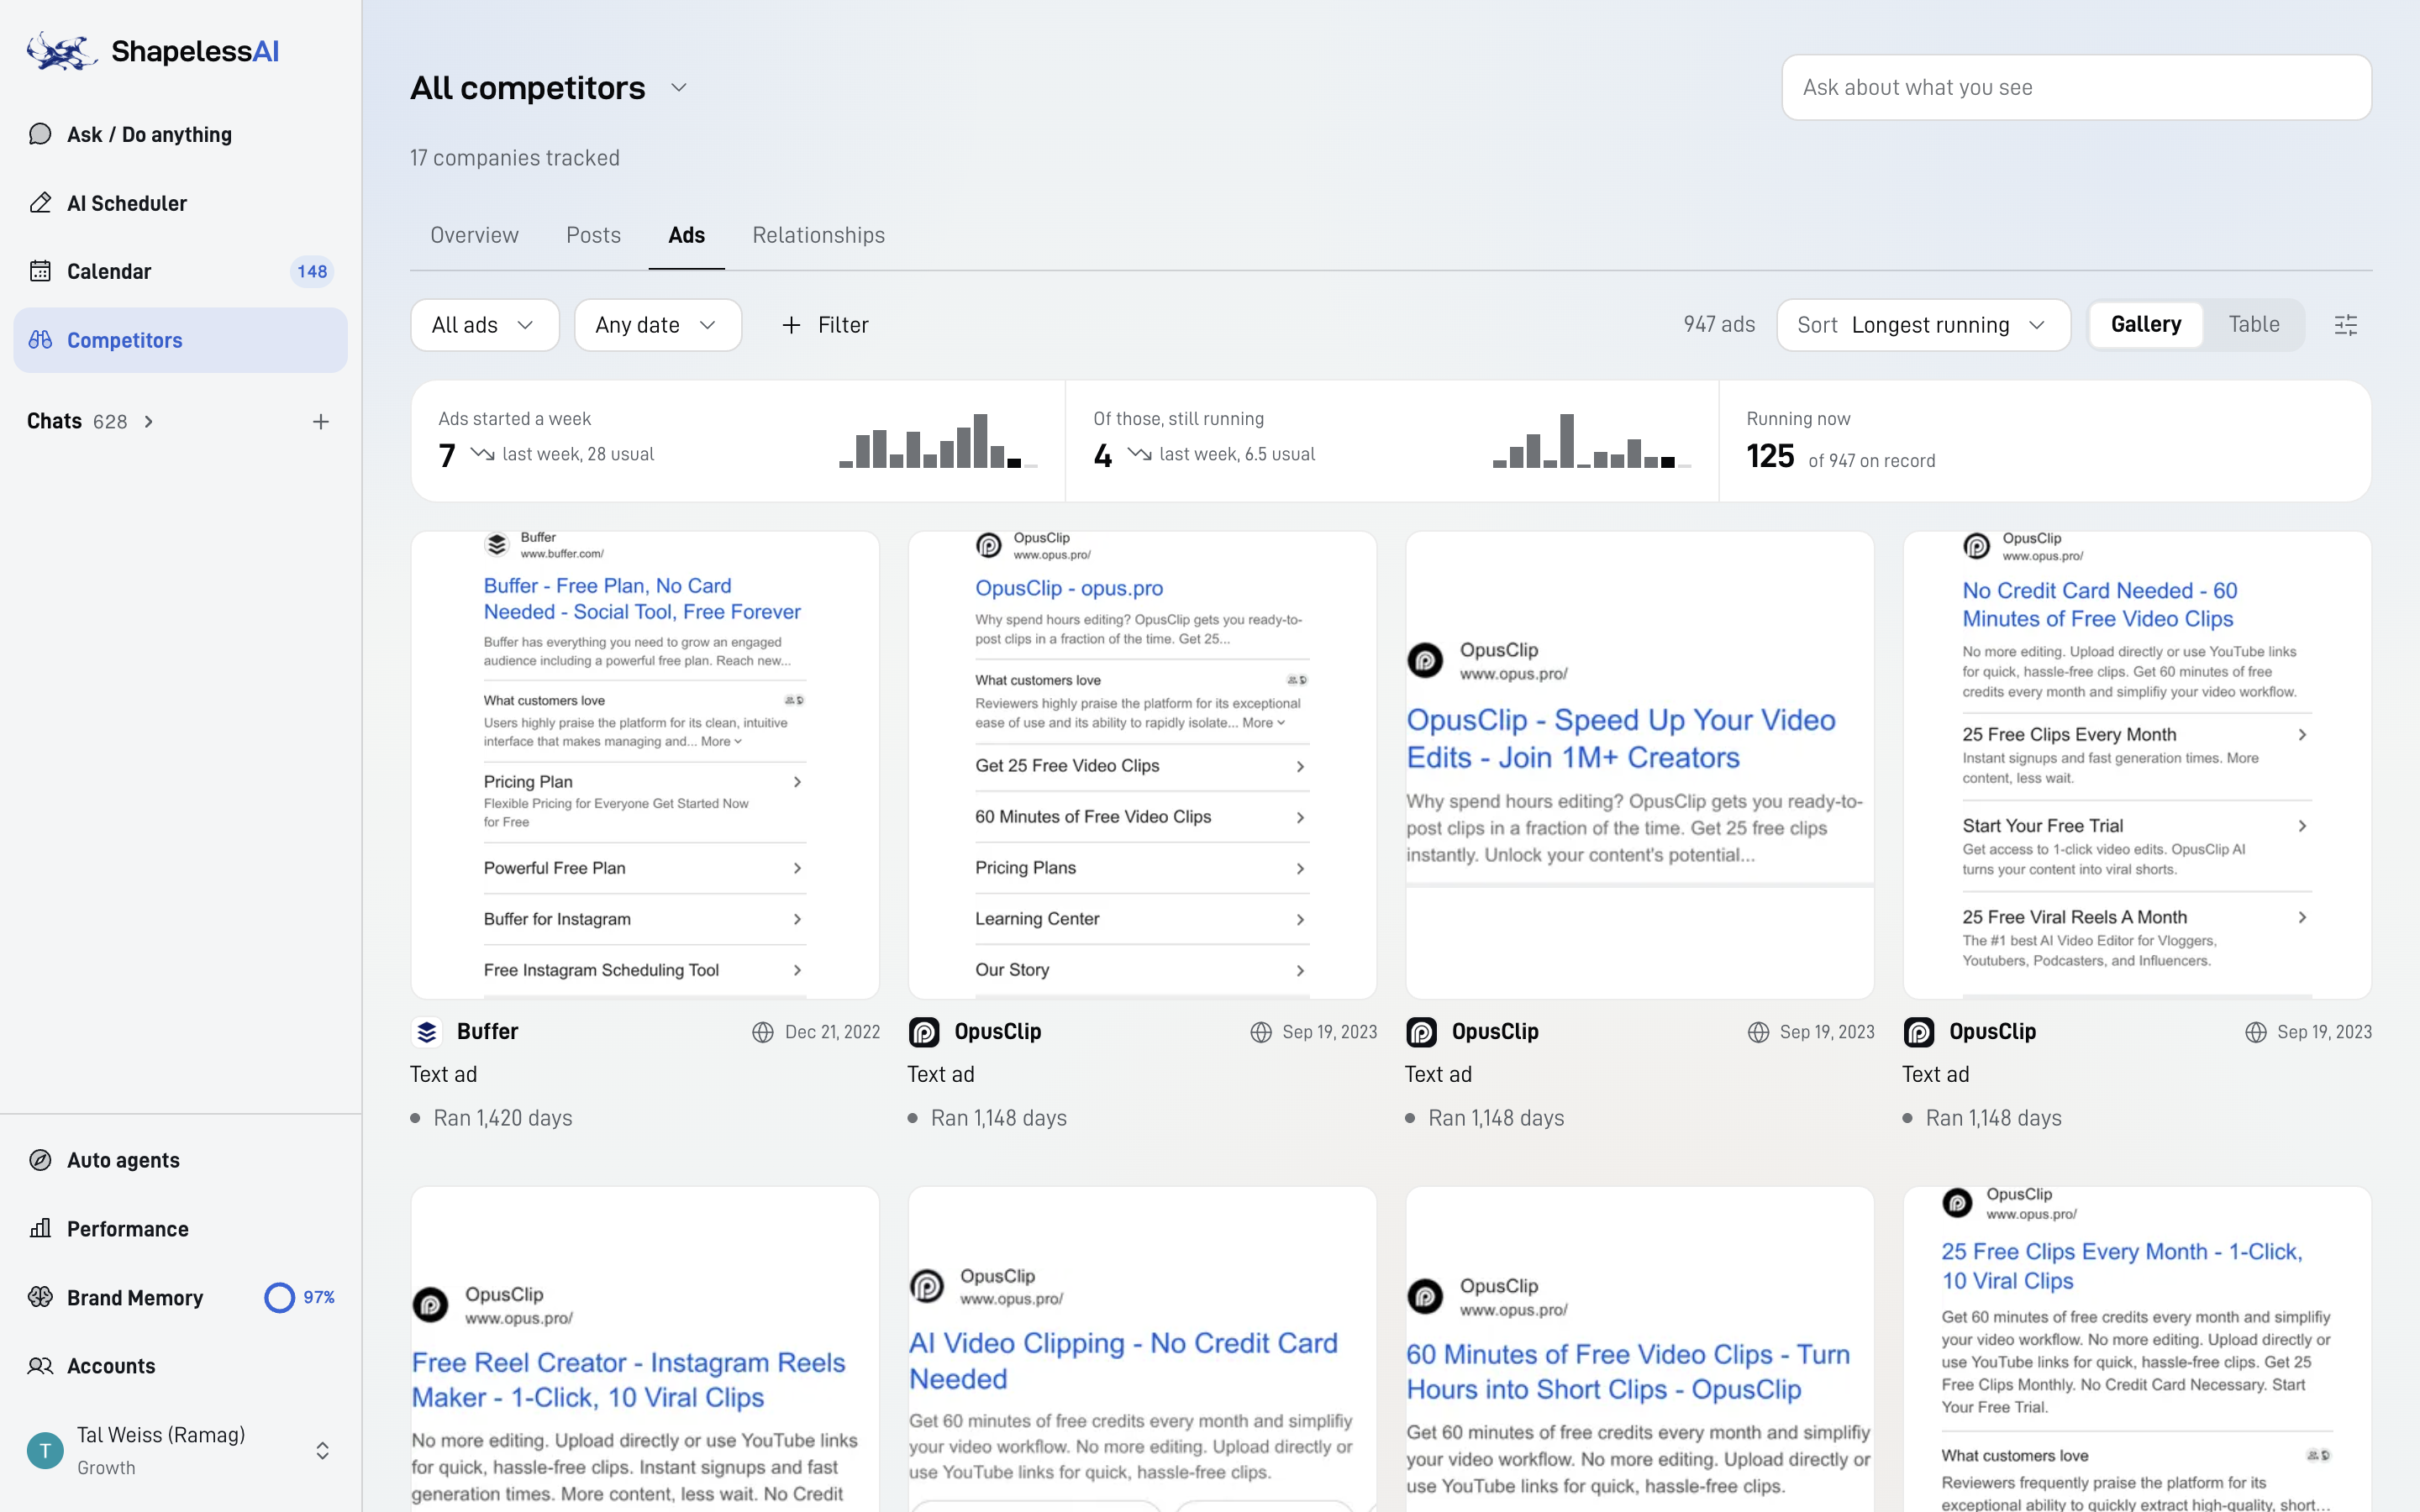 ShapelessAI
Ask / Do anything
AI Scheduler
Calendar 148
Competitors
Chats 628
Auto agents
Performance
Brand Memory 97%
Accounts
T
Tal Weiss (Ramag)
Growth
All competitors
Ask about what you see
17 companies tracked
Overview Posts Ads Relationships
All ads Any date + Filter
947 ads Sort Longest running Gallery Table
Ads started a week
7 last week, 28 usual
Of those, still running
4 last week, 6.5 usual
Running now
125 of 947 on record
Buffer
www.buffer.com/
Buffer - Free Plan, No Card
Needed - Social Tool, Free Forever
Buffer has everything you need to grow an engaged
audience including a powerful free plan. Reach new...
What customers love
Users highly praise the platform for its clean, intuitive
interface that makes managing and... More
Pricing Plan
Flexible Pricing for Everyone Get Started Now
for Free
Powerful Free Plan
Buffer for Instagram
Free Instagram Scheduling Tool
Buffer Dec 21, 2022
Text ad
Ran 1,420 days
OpusClip
www.opus.pro/
OpusClip - opus.pro
Why spend hours editing? OpusClip gets you ready-to-
post clips in a fraction of the time. Get 25...
What customers love
Reviewers highly praise the platform for its exceptional
ease of use and its ability to rapidly isolate... More
Get 25 Free Video Clips
60 Minutes of Free Video Clips
Pricing Plans
Learning Center
Our Story
OpusClip Sep 19, 2023
Text ad
Ran 1,148 days
OpusClip
www.opus.pro/
OpusClip - Speed Up Your Video
Edits - Join 1M+ Creators
Why spend hours editing? OpusClip gets you ready-to-
post clips in a fraction of the time. Get 25 free clips
instantly. Unlock your content's potential...
OpusClip Sep 19, 2023
Text ad
Ran 1,148 days
OpusClip
www.opus.pro/
No Credit Card Needed - 60
Minutes of Free Video Clips
No more editing. Upload directly or use YouTube links
for quick, hassle-free clips. Get 60 minutes of free
credits every month and simplifiy your video workflow.
25 Free Clips Every Month
Instant signups and fast generation times. More
content, less wait.
Start Your Free Trial
Get access to 1-click video edits. OpusClip AI
turns your content into viral shorts.
25 Free Viral Reels A Month
The #1 best AI Video Editor for Vloggers,
Youtubers, Podcasters, and Influencers.
OpusClip Sep 19, 2023
Text ad
Ran 1,148 days
OpusClip
www.opus.pro/
Free Reel Creator - Instagram Reels
Maker - 1-Click, 10 Viral Clips
No more editing. Upload directly or use YouTube links
for quick, hassle-free clips. Instant signups and fast
generation times. More content, less wait. No Credit
OpusClip
www.opus.pro/
AI Video Clipping - No Credit Card
Needed
Get 60 minutes of free credits every month and simplifiy
your video workflow. No more editing. Upload directly or
use YouTube links for quick, hassle-free clips.
OpusClip
www.opus.pro/
60 Minutes of Free Video Clips - Turn
Hours into Short Clips - OpusClip
Get 60 minutes of free credits every month and simplifiy
your video workflow. No more editing. Upload directly or
use YouTube links for quick, hassle-free clips.
OpusClip
www.opus.pro/
25 Free Clips Every Month - 1-Click,
10 Viral Clips
Get 60 minutes of free credits every month and simplifiy
your video workflow. No more editing. Upload directly or
use YouTube links for quick, hassle-free clips. Get 25
Free Clips Monthly. No Credit Card Necessary. Start
Your Free Trial.
What customers love
Reviewers frequently praise the platform for its
exceptional ability to quickly extract high-quality, short...